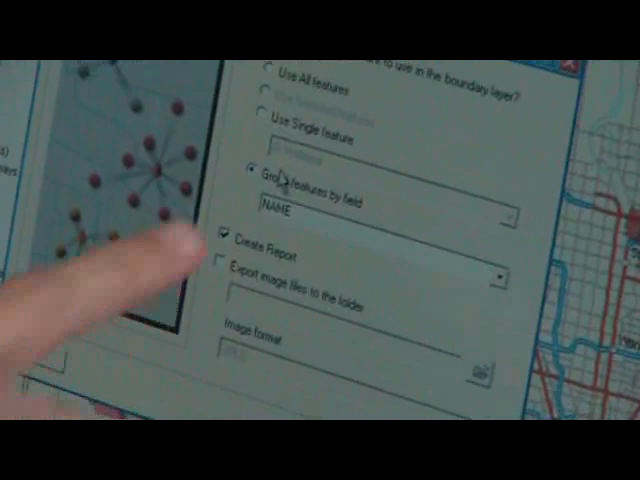 to use in the boundary layer?
Use All features
Use Single feature
Group features by field
NAME
Create Report
Export image files to the folder
Image format